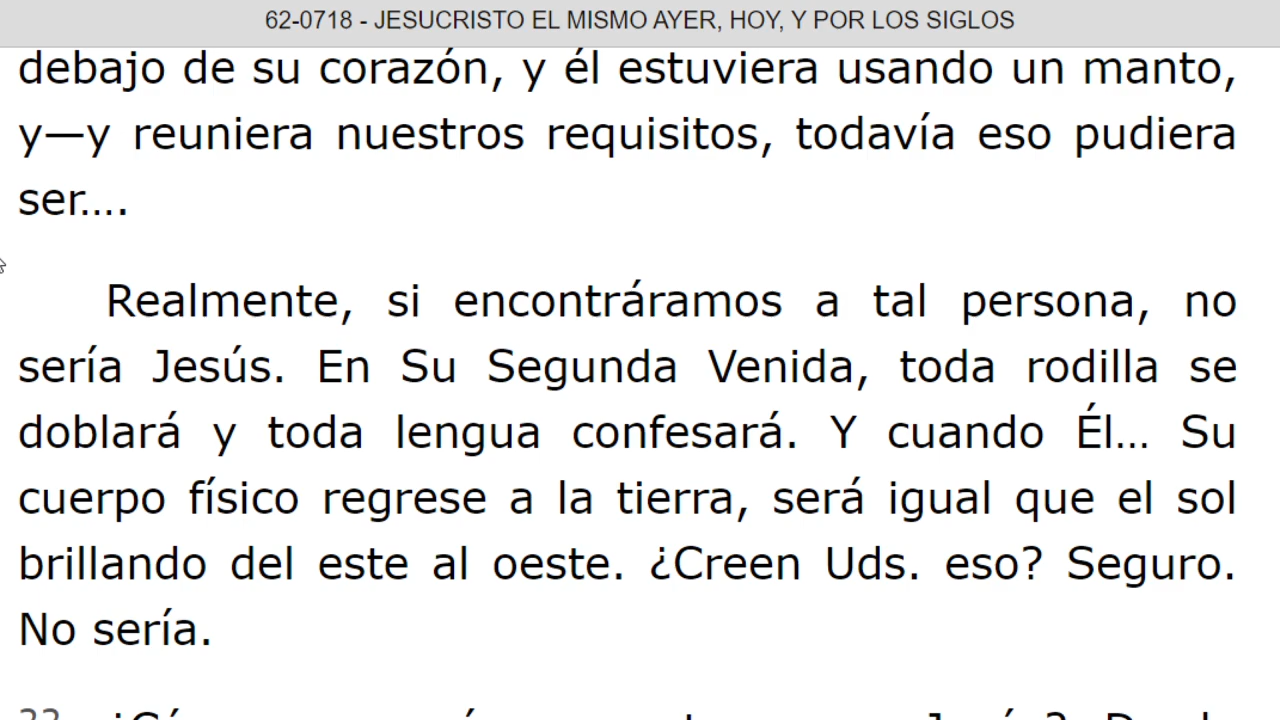 62-0718 - JESUCRISTO EL MISMO AYER, HOY, Y POR LOS SIGLOS
debajo de su corazón, y él estuviera usando un manto,
y—y reuniera nuestros requisitos, todavía eso pudiera
ser….
Realmente, si encontráramos a tal persona, no
sería Jesús. En Su Segunda Venida, toda rodilla se
doblará y toda lengua confesará. Y cuando Él… Su
cuerpo físico regrese a la tierra, será igual que el sol
brillando del este al oeste. ¿Creen Uds. eso? Seguro.
No sería.